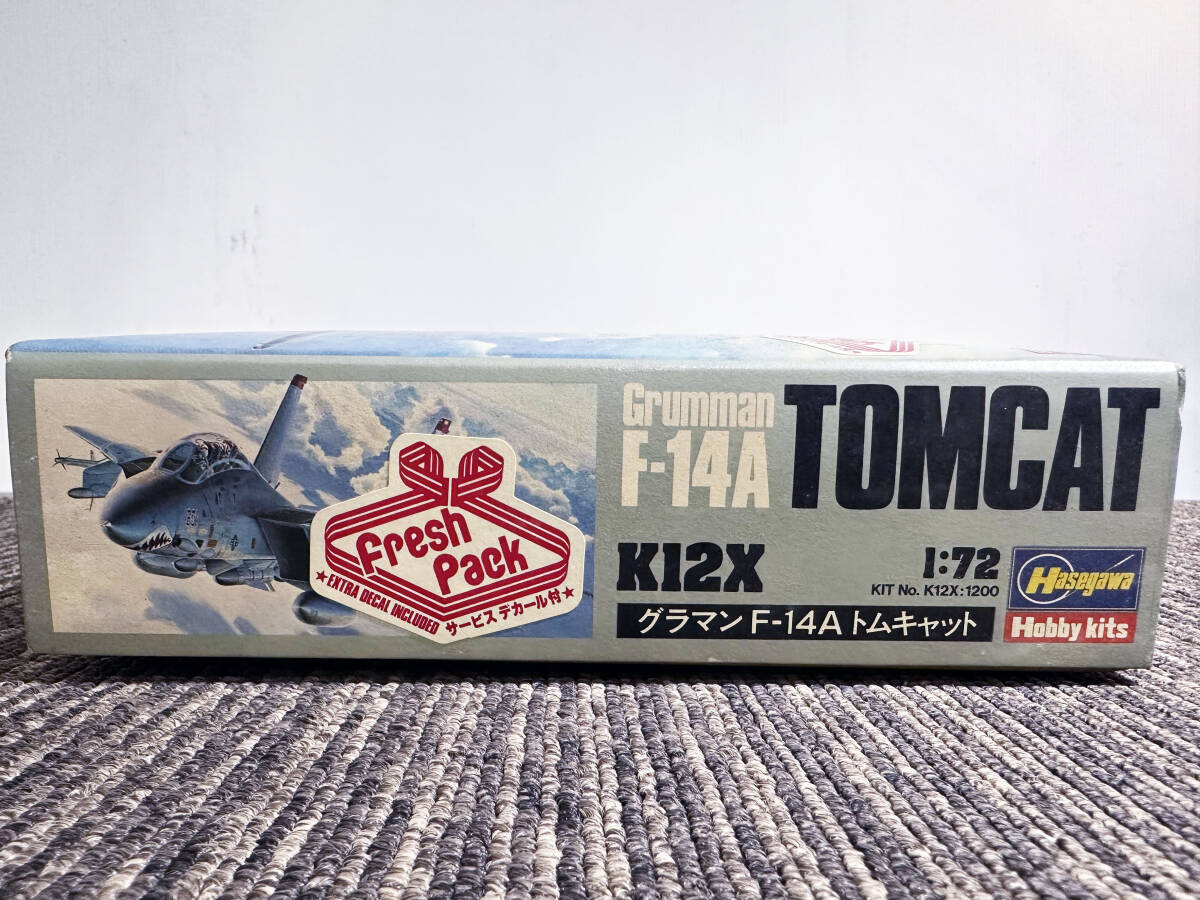 Grumman
F-14A
TOMCAT
K12X
1:72
KIT No. K12X:1200
グラマン F-14A トムキャット
Hasegawa
Hobby kits
Fresh
Pack
★EXTRA DECAL INCLUDED サービスデカール付★